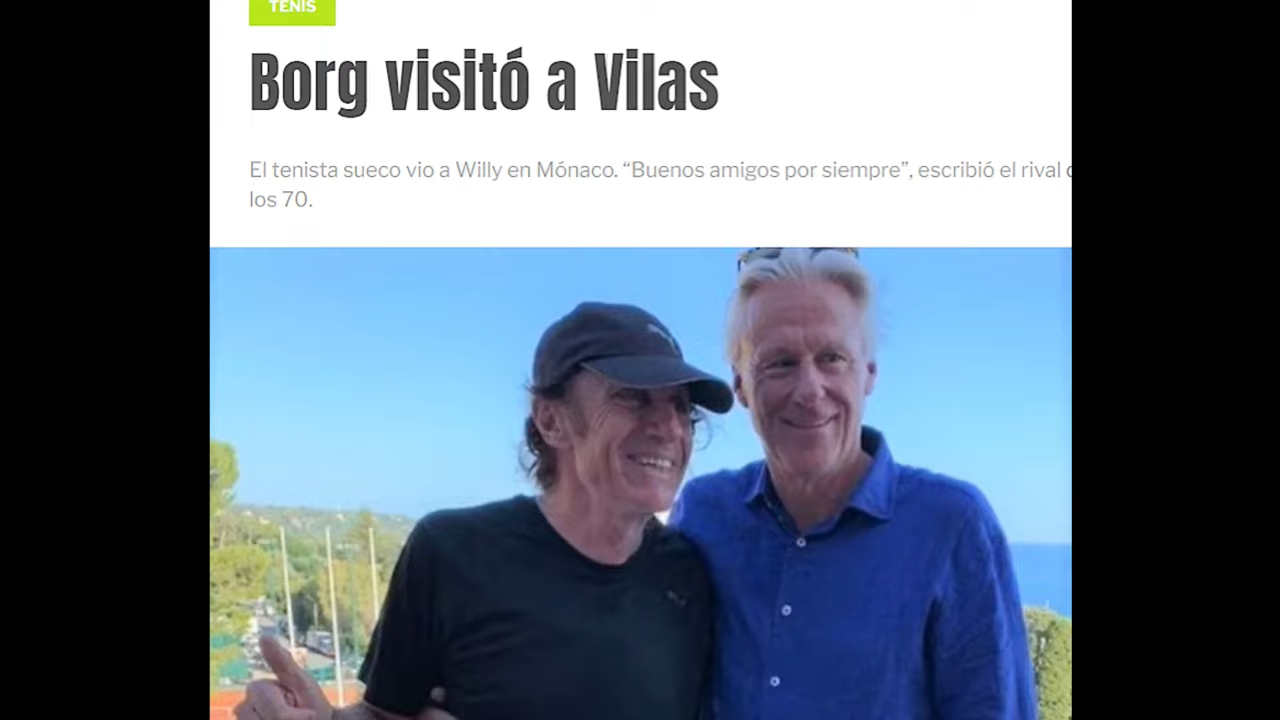 TENIS
Borg visitó a Vilas
El tenista sueco vio a Willy en Mónaco. “Buenos amigos por siempre”, escribió el rival
los 70.